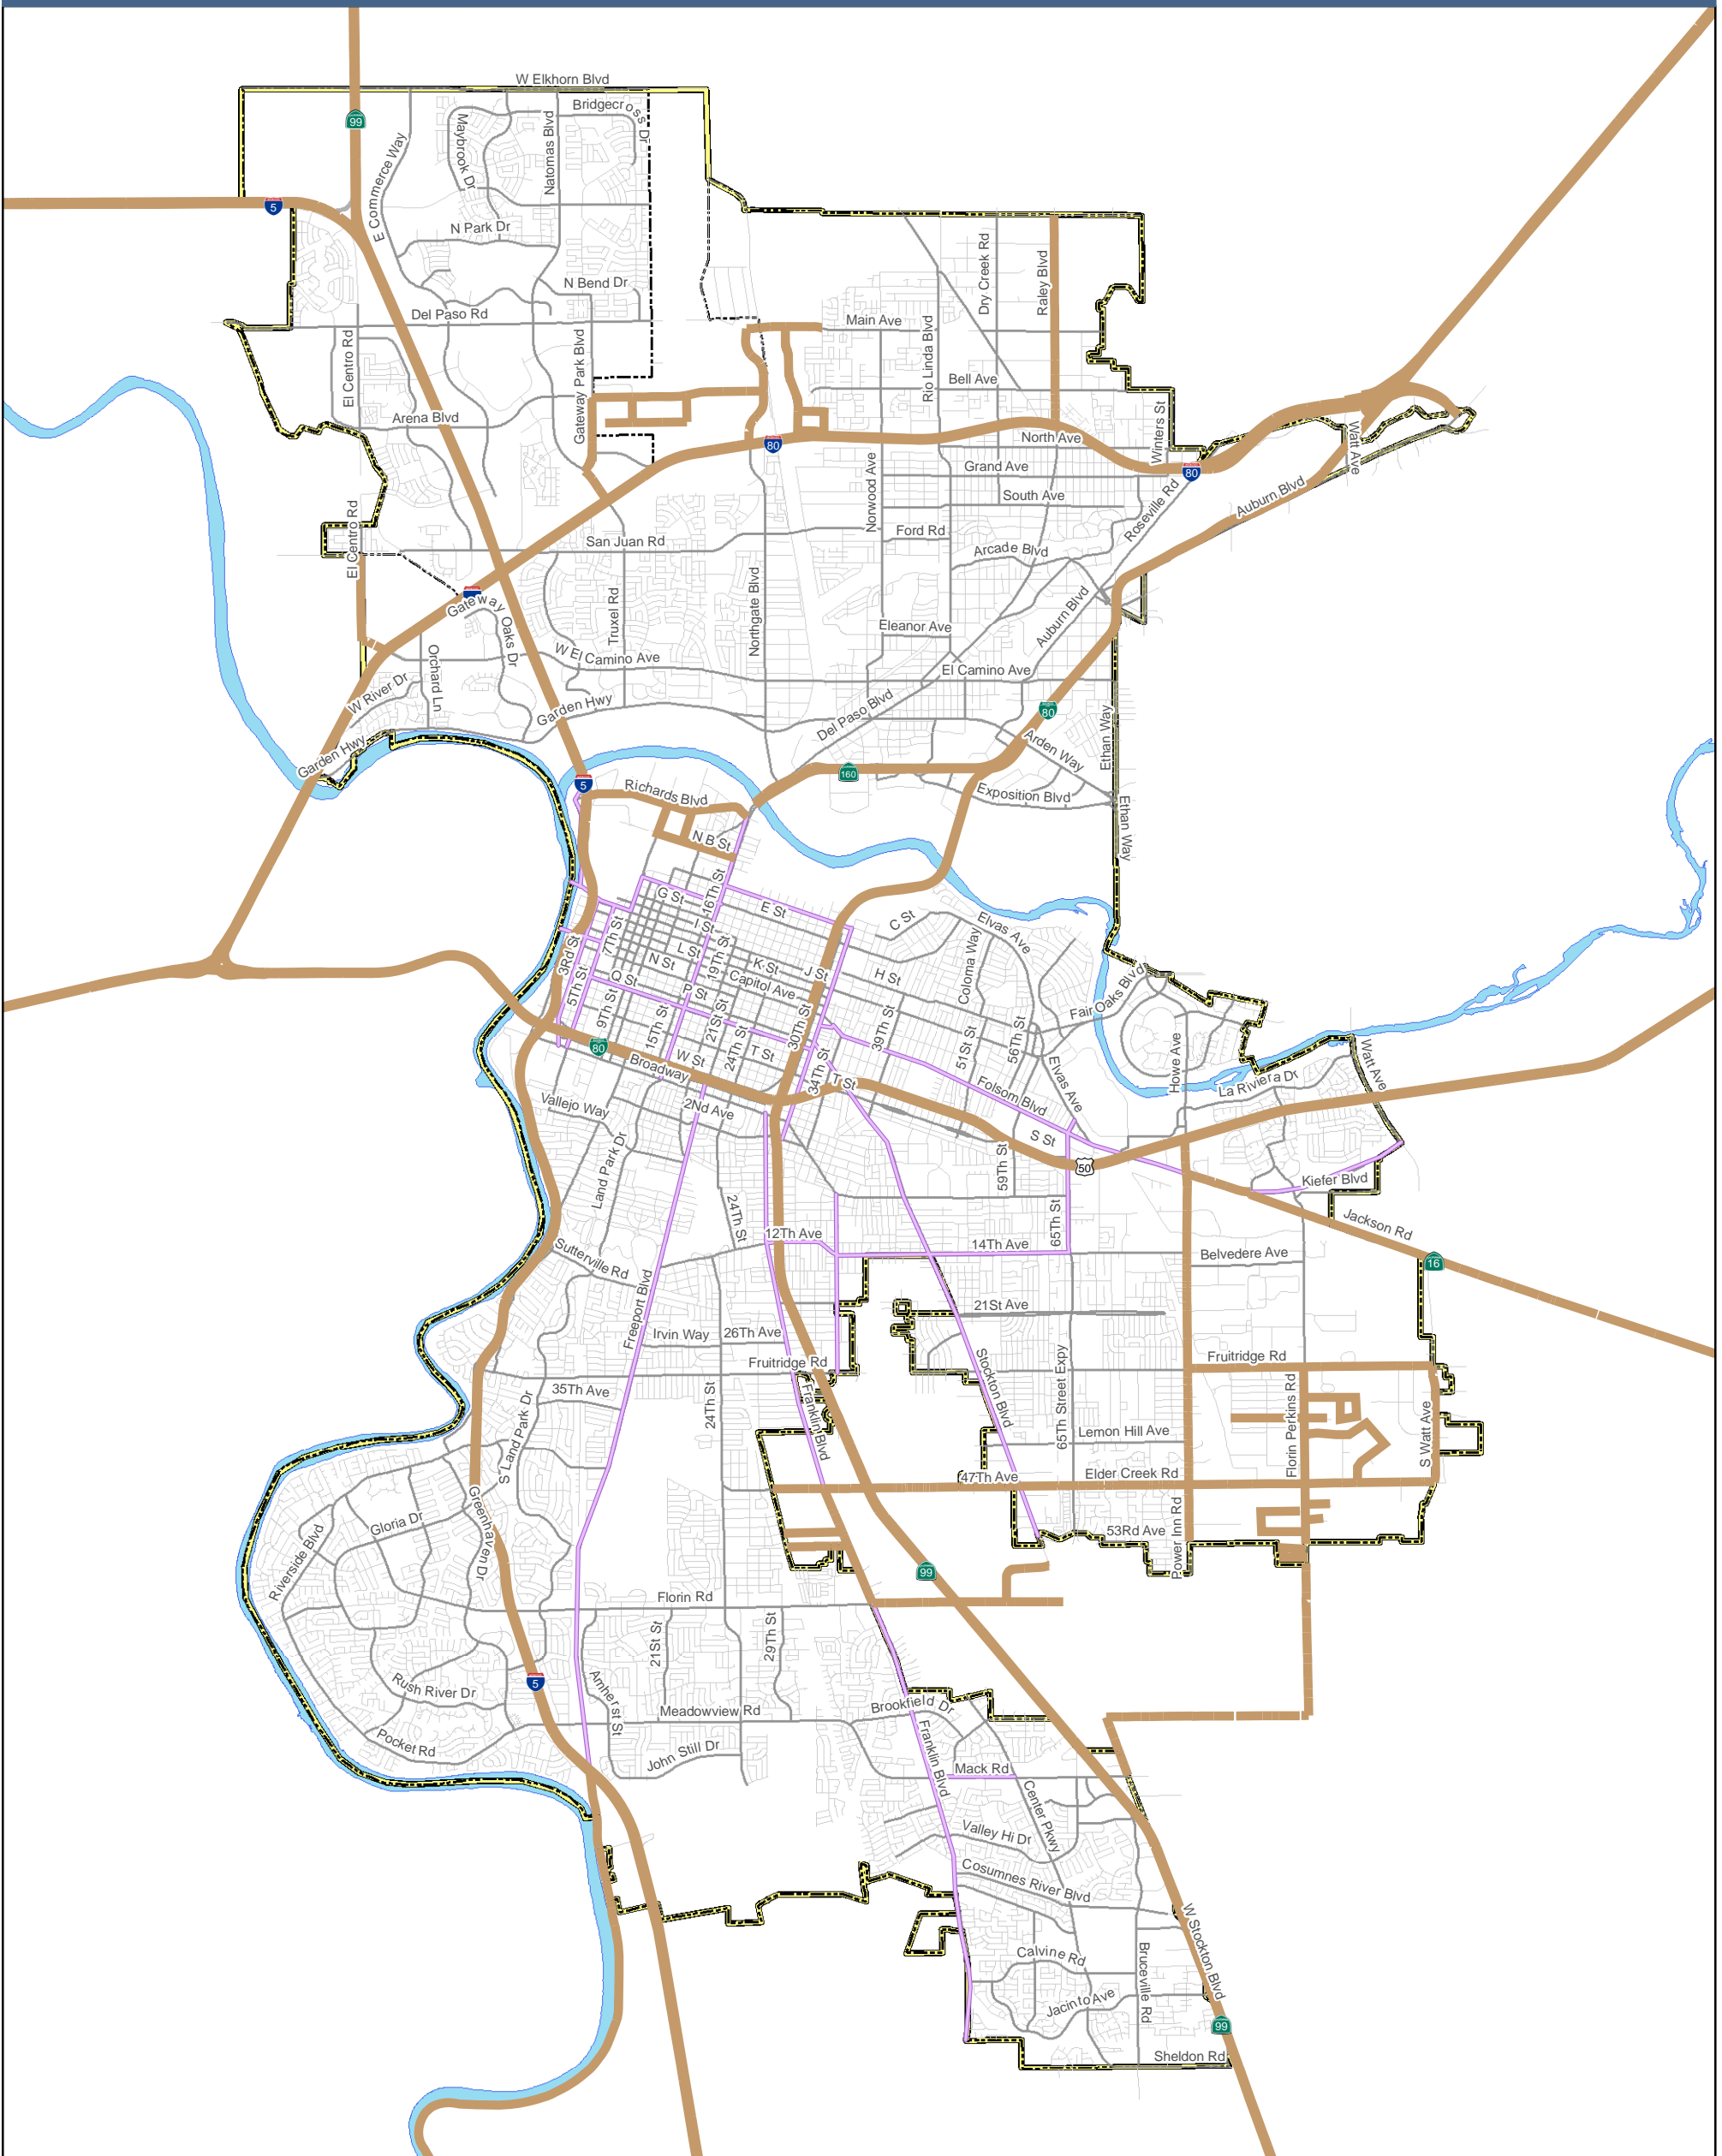 W Elkhorn Blvd
Bridgecross Dr
99
Maybrook Dr
Natomas Blvd
E Commerce Way
5
N Park Dr
Dry Creek Rd
Raley Blvd
N Bend Dr
Del Paso Rd
Main Ave
Rio Linda Blvd
El Centro Rd
Gateway Park Blvd
Bell Ave
Arena Blvd
Winters St
North Ave
80
Watt Ave
Grand Ave
80
Norwood Ave
South Ave
Auburn Blvd
Roseville Rd
El Centro Rd
Ford Rd
San Juan Rd
Arcade Blvd
Northgate Blvd
Truxel Rd
Gateway Oaks Dr
Auburn Blvd
Eleanor Ave
W El Camino Ave
El Camino Ave
Orchard Ln
W River Dr
Garden Hwy
Del Paso Blvd
80
Ethan Way
Arden Way
Garden Hwy
160
5
Richards Blvd
Exposition Blvd
Ethan Way
N B St
16Th St
G St
E St
C St
Elvas Ave
I St
7Th St
L St
19Th St
K St
J St
H St
Coloma Way
3Rd St
N St
Capitol Ave
Q St
P St
5Th St
Fair Oaks Blvd
9Th St
15Th St
21St St
24Th St
30Th St
39Th St
51St St
56Th St
80
W St
T St
34Th St
Howe Ave
Watt Ave
Broadway
T St
Elvas Ave
La Riviera Dr
Folsom Blvd
Vallejo Way
2Nd Ave
S St
Land Park Dr
59Th St
50
Kiefer Blvd
24Th St
65Th St
Jackson Rd
12Th Ave
14Th Ave
Belvedere Ave
Sutterville Rd
16
Freeport Blvd
21St Ave
Irvin Way
26Th Ave
Fruitridge Rd
Fruitridge Rd
Stockton Blvd
65Th Street Expy
35Th Ave
24Th St
Franklin Blvd
Florin Perkins Rd
S Watt Ave
S Land Park Dr
Lemon Hill Ave
47Th Ave
Elder Creek Rd
Greenhaven Dr
Gloria Dr
Power Inn Rd
53Rd Ave
Riverside Blvd
99
Florin Rd
21St St
29Th St
5
Rush River Dr
Amherst St
Meadowview Rd
Brookfield Dr
Pocket Rd
John Still Dr
Franklin Blvd
Mack Rd
Center Pkwy
Valley Hi Dr
Cosumnes River Blvd
W Stockton Blvd
Calvine Rd
Bruceville Rd
Jacinto Ave
99
Sheldon Rd